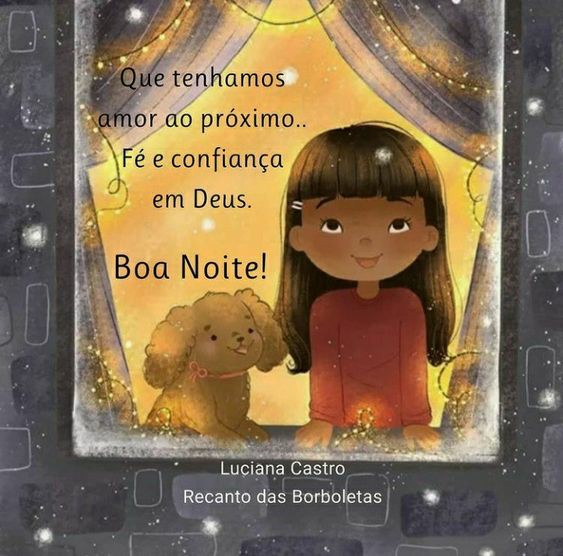 Que tenhamos
amor ao próximo..
Fé e confiança
em Deus.
Boa Noite!
Luciana Castro
Recanto das Borboletas